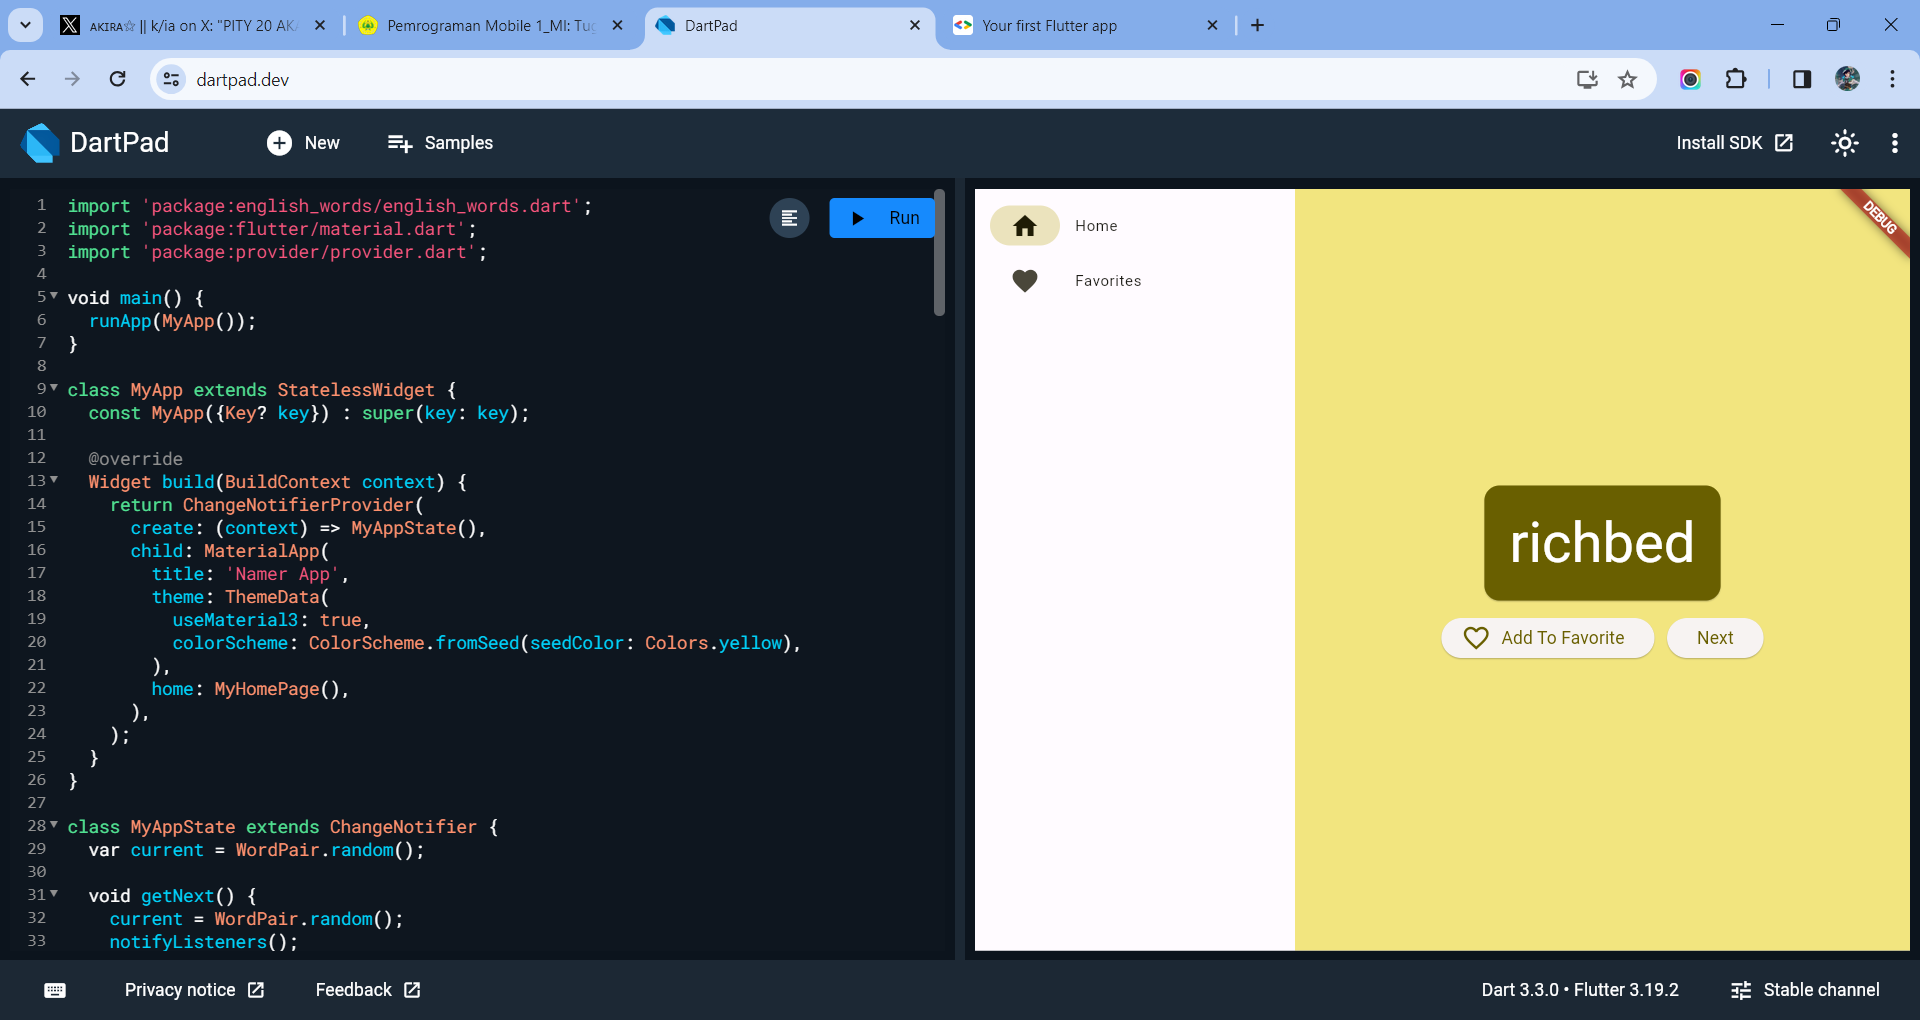 AKIRA☆ || k/ia on X: "PITY 20 AK
Pemrograman Mobile 1_MI: Tug
DartPad
Your first Flutter app
dartpad.dev
DartPad
New
Samples
Install SDK
1 import 'package:english_words/english_words.dart';
2 import 'package:flutter/material.dart';
3 import 'package:provider/provider.dart';
4
5 void main() {
6 runApp(MyApp());
7 }
8
9 class MyApp extends StatelessWidget {
10 const MyApp({Key? key}) : super(key: key);
11
12 @override
13 Widget build(BuildContext context) {
14 return ChangeNotifierProvider(
15 create: (context) => MyAppState(),
16 child: MaterialApp(
17 title: 'Namer App',
18 theme: ThemeData(
19 useMaterial3: true,
20 colorScheme: ColorScheme.fromSeed(seedColor: Colors.yellow),
21 ),
22 home: MyHomePage(),
23 ),
24 );
25 }
26 }
27
28 class MyAppState extends ChangeNotifier {
29 var current = WordPair.random();
30
31 void getNext() {
32 current = WordPair.random();
33 notifyListeners();
Run
Home
Favorites
DEBUG
richbed
Add To Favorite
Next
Privacy notice
Feedback
Dart 3.3.0 • Flutter 3.19.2
Stable channel